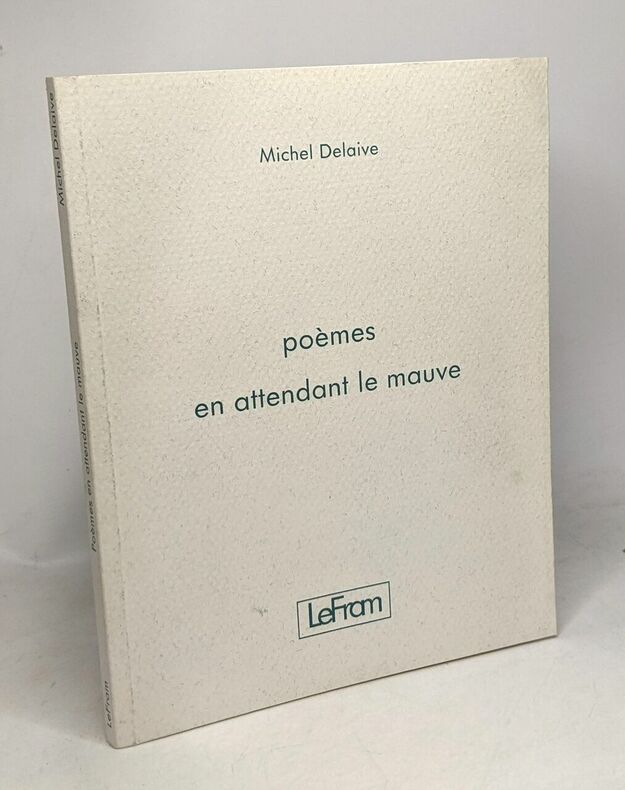 Michel Delaive
poèmes
en attendant le mauve
LeFram
Michel Delaive
Poèmes en attendant le mauve
LeFram